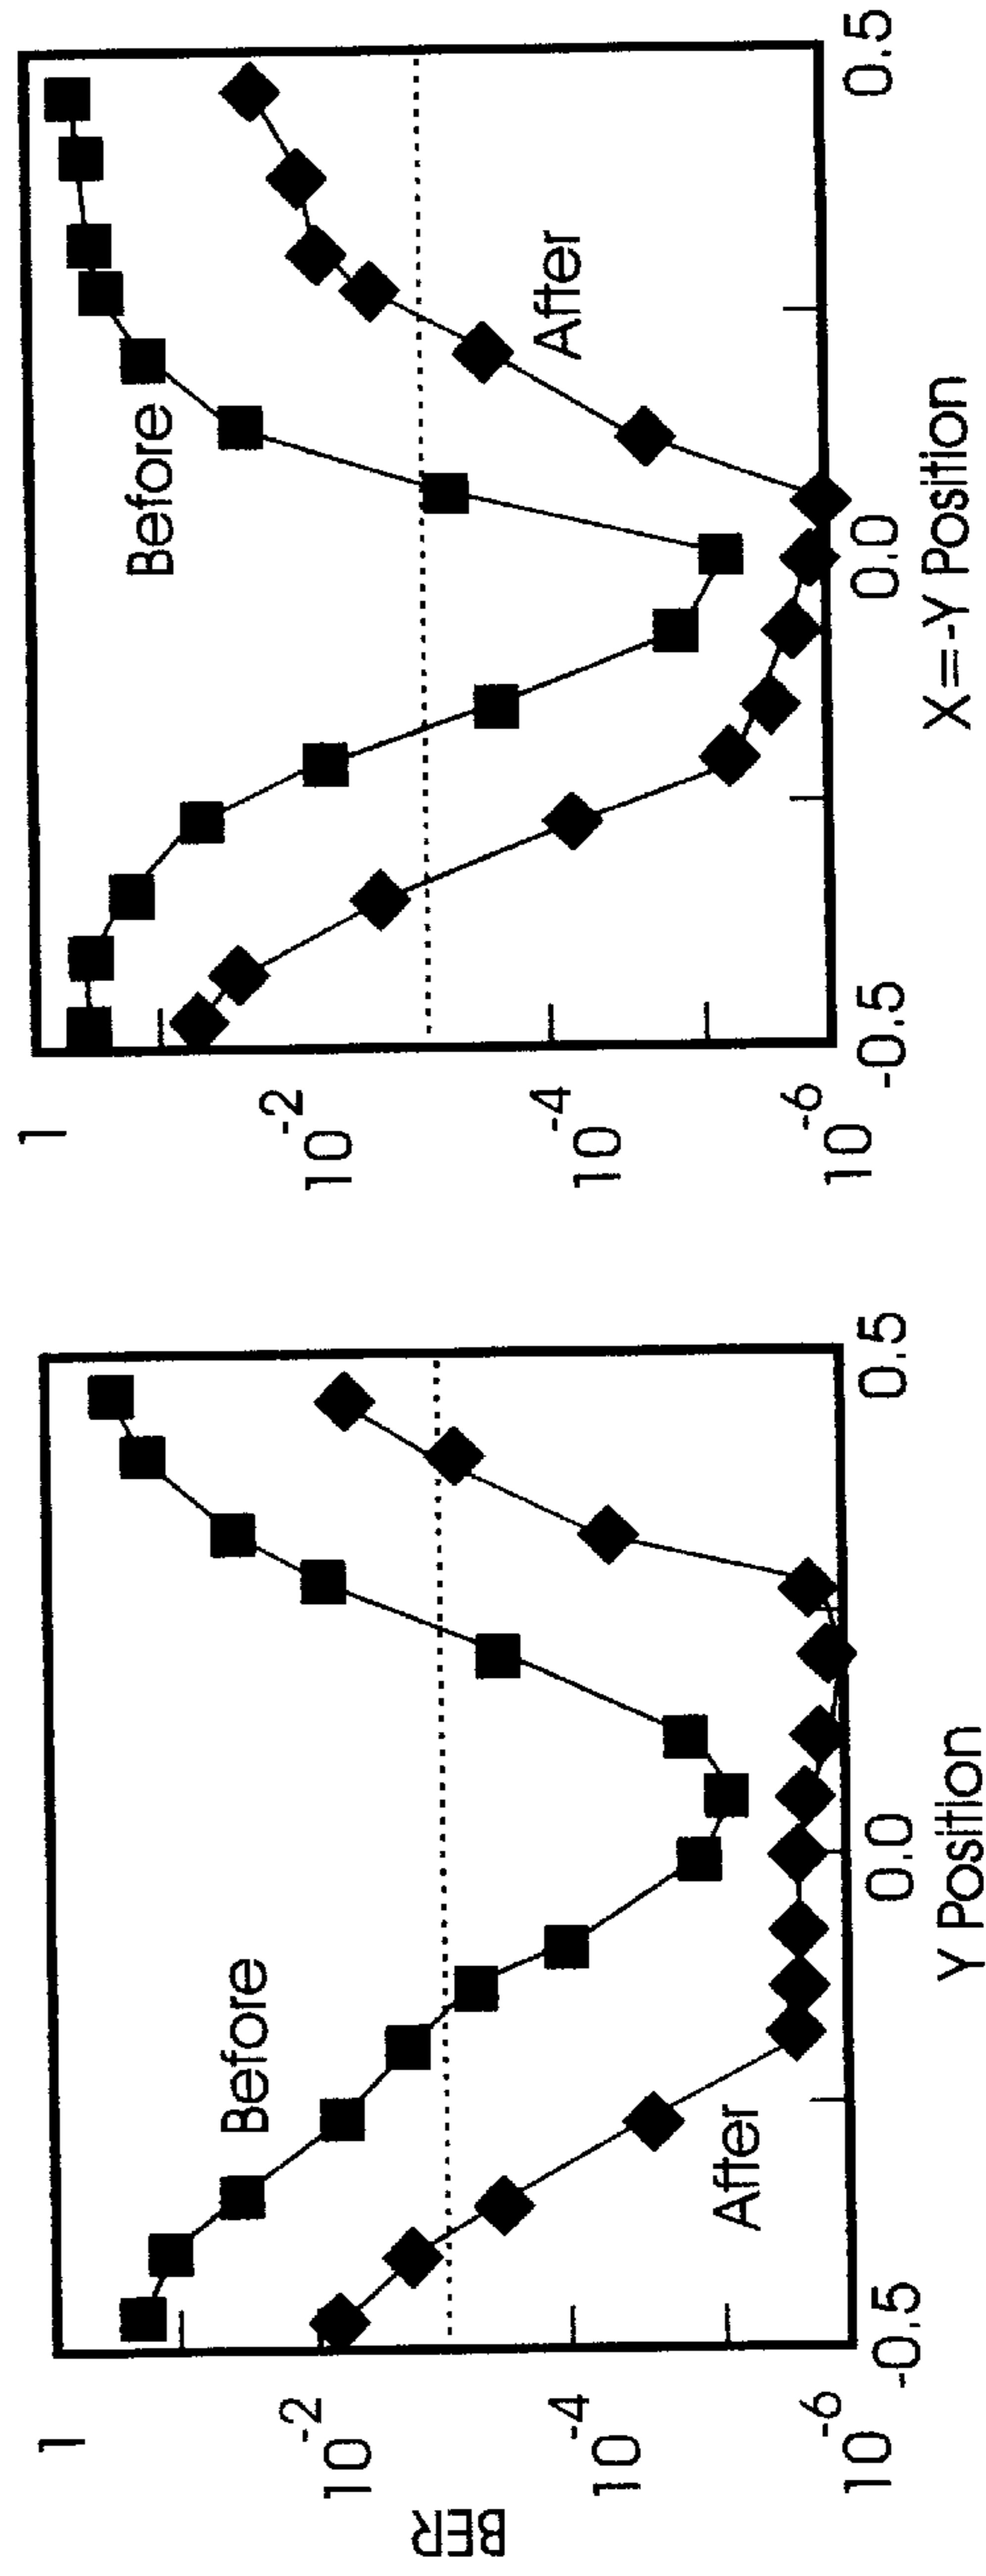 BER
1
10-2
10-4
10-6
Before
After
-0.5
0.0
0.5
Y Position
1
10-2
10-4
10-6
Before
After
-0.5
0.0
0.5
X=-Y Position